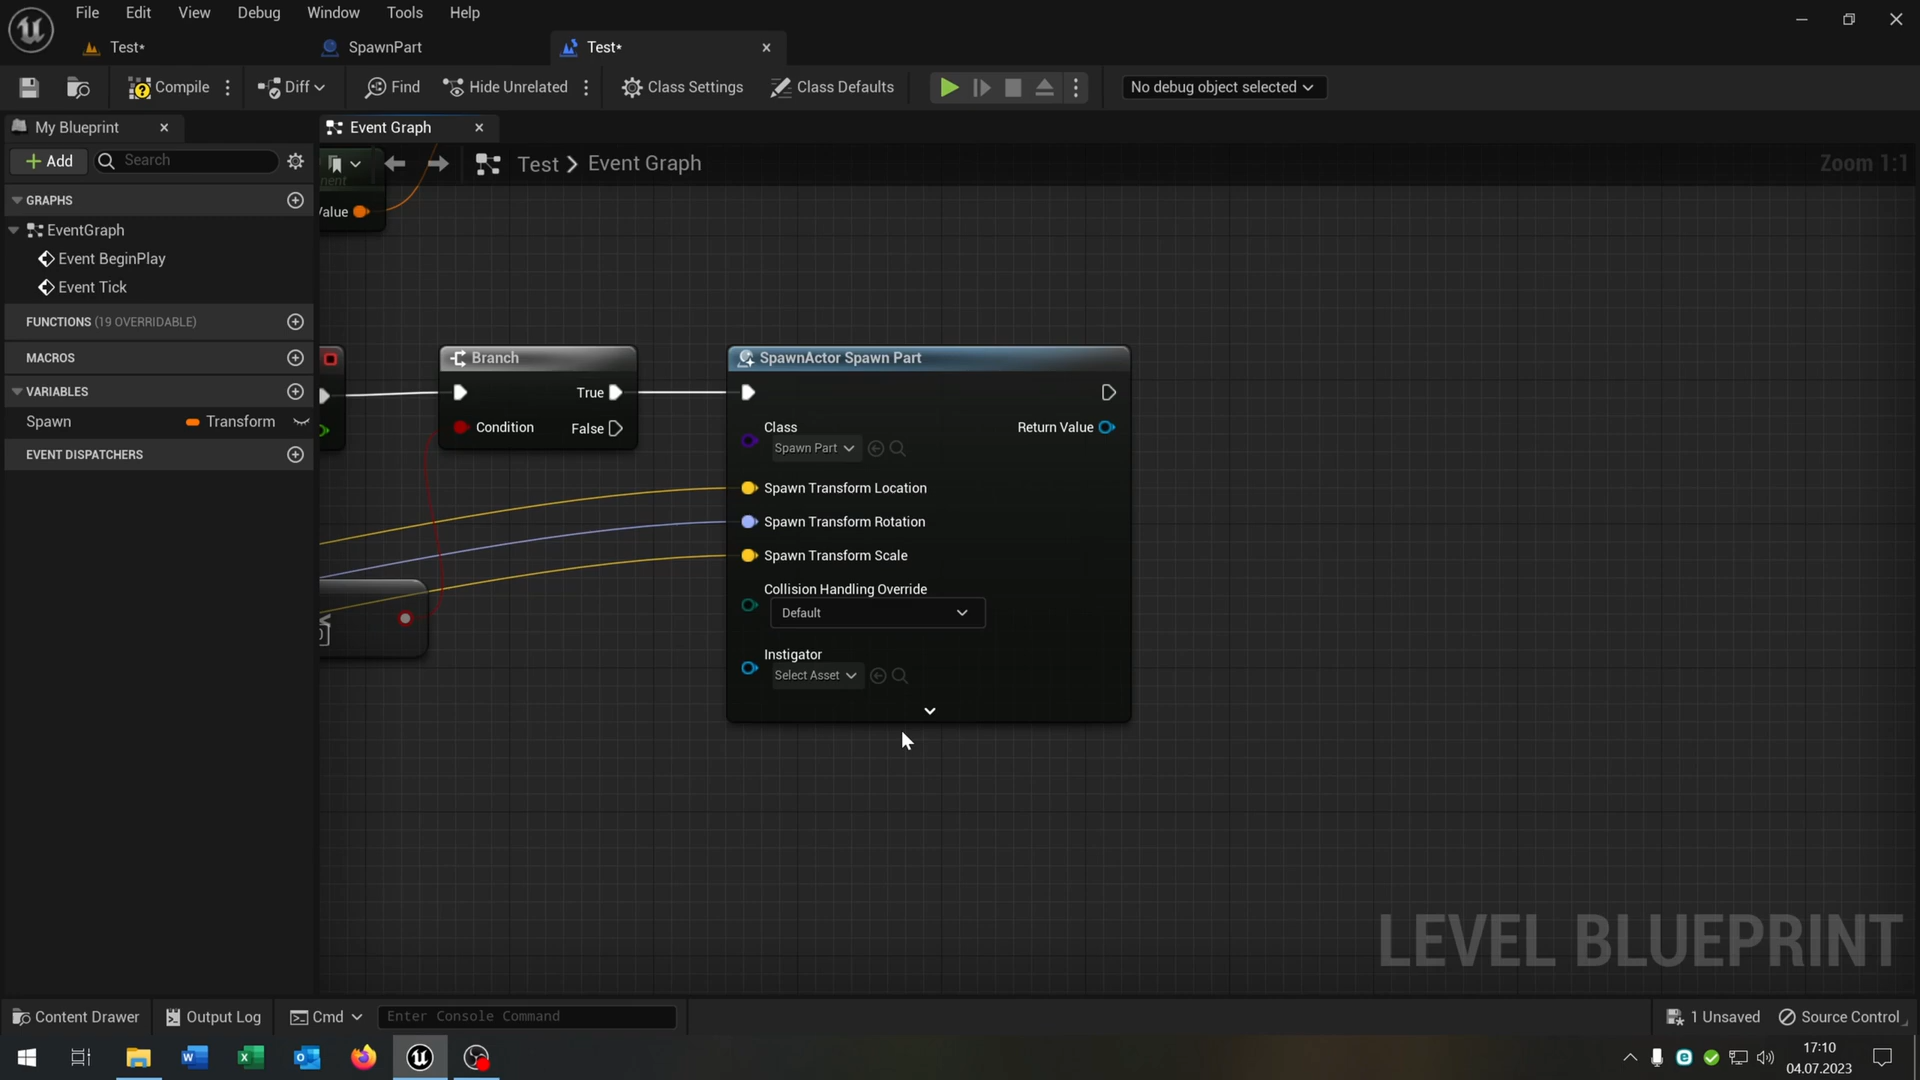 File Edit View Debug Window Tools Help
Test* SpawnPart Test*
Compile Diff Find Hide Unrelated Class Settings Class Defaults No debug object selected
My Blueprint Event Graph
Add Search Test > Event Graph Zoom 1:1
GRAPHS
Value
EventGraph
Event BeginPlay
Event Tick
FUNCTIONS (19 OVERRIDABLE)
MACROS
Branch SpawnActor Spawn Part
VARIABLES
True
Spawn Transform
Condition False Class Return Value
Spawn Part
EVENT DISPATCHERS
Spawn Transform Location
Spawn Transform Rotation
Spawn Transform Scale
Collision Handling Override
Default
Instigator
Select Asset
LEVEL BLUEPRINT
Content Drawer Output Log Cmd Enter Console Command 1 Unsaved Source Control
17:10
04.07.2023